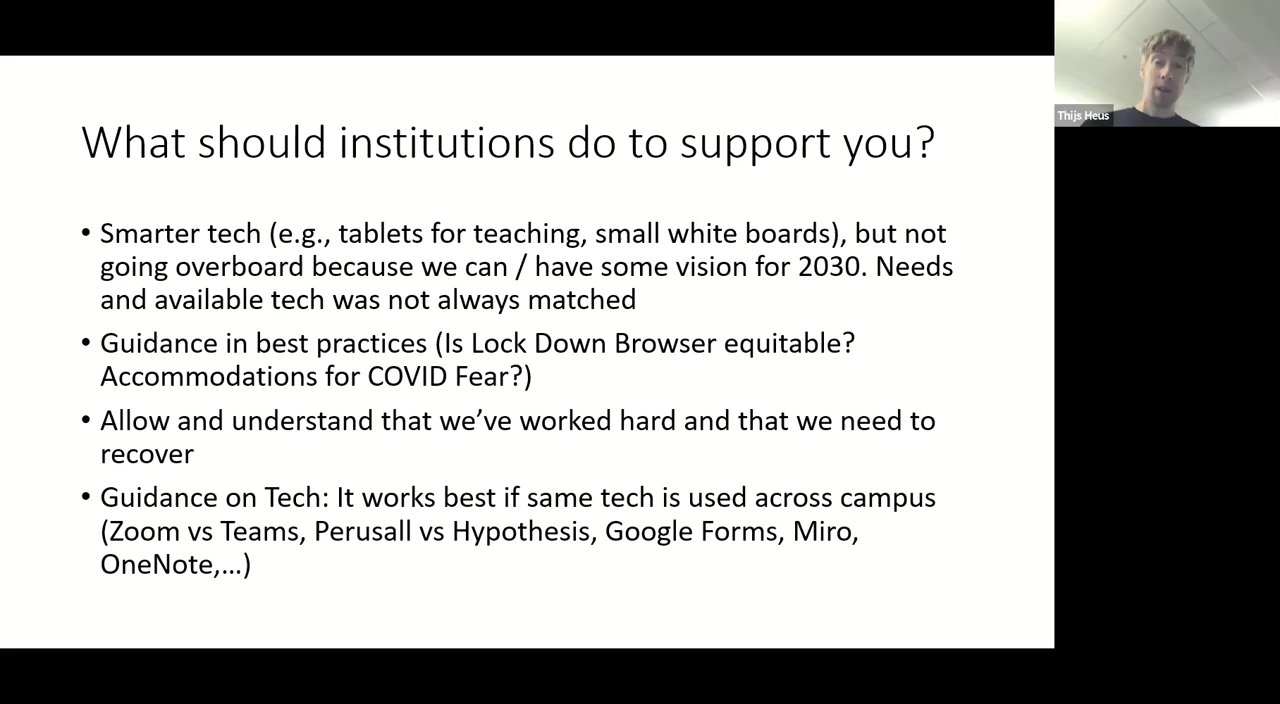 What should institutions do to support you?
• Smarter tech (e.g., tablets for teaching, small white boards), but not
going overboard because we can / have some vision for 2030. Needs
and available tech was not always matched
• Guidance in best practices (Is Lock Down Browser equitable?
Accommodations for COVID Fear?)
• Allow and understand that we’ve worked hard and that we need to
recover
• Guidance on Tech: It works best if same tech is used across campus
(Zoom vs Teams, Perusall vs Hypothesis, Google Forms, Miro,
OneNote,...)
Thijs Heus